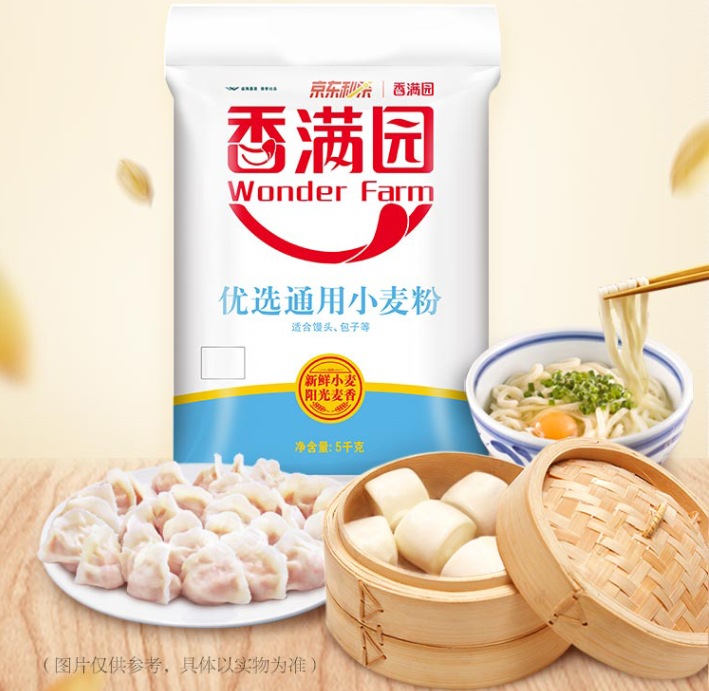 京东秒杀 香满园
香满园
Wonder Farm
优选通用小麦粉
适合馒头、包子等
新鲜小麦
阳光麦香
净含量: 5千克
(图片仅供参考，具体以实物为准)